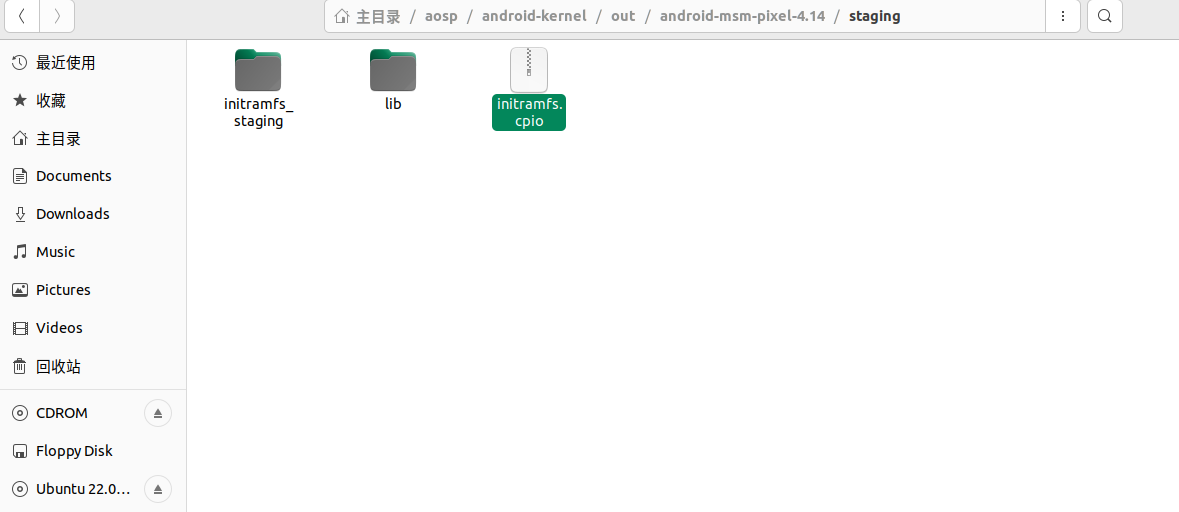 主目录 / aosp / android-kernel / out / android-msm-pixel-4.14 / staging
最近使用
收藏
主目录
Documents
Downloads
Music
Pictures
Videos
回收站
CDROM
Floppy Disk
Ubuntu 22.0…
initramfs_
staging
lib
initramfs.
cpio